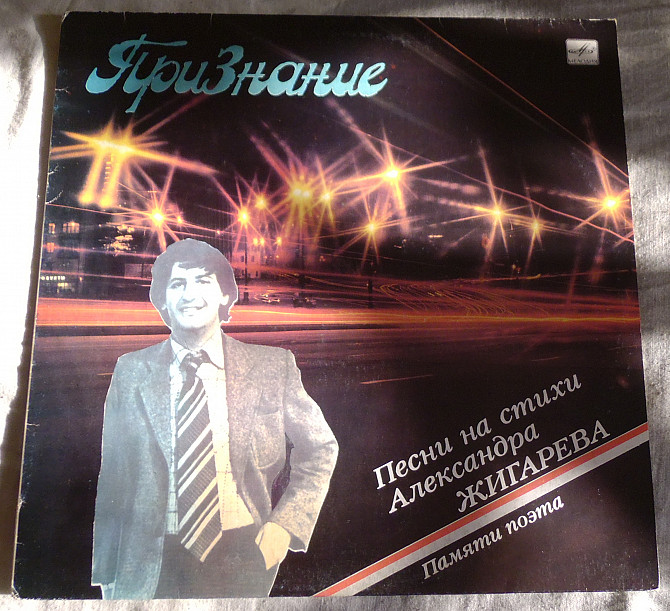 ПриЗнание
Песни на стихи
Александра
ЖИГАРЕВА
Памяти поэта